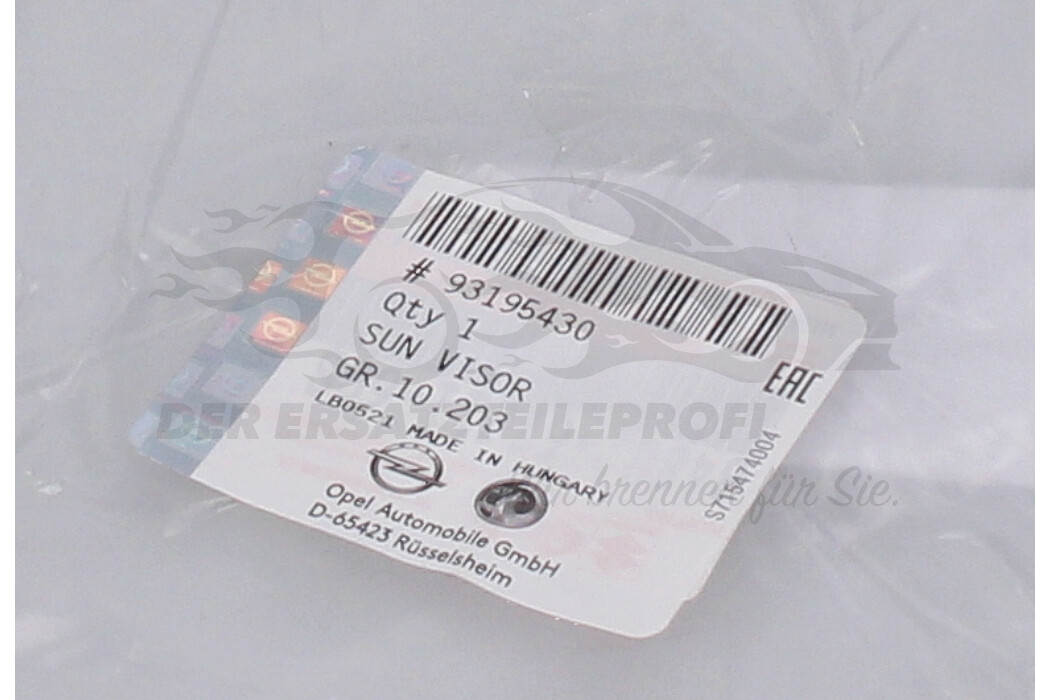 # 93195430
Qty 1
SUN VISOR
GR.10.203
LB0521 MADE IN HUNGARY
Opel Automobile GmbH
D-65423 Rüsselsheim
EAC
S715474004
DER ERSATZTEILEPROFI
brennen für Sie.